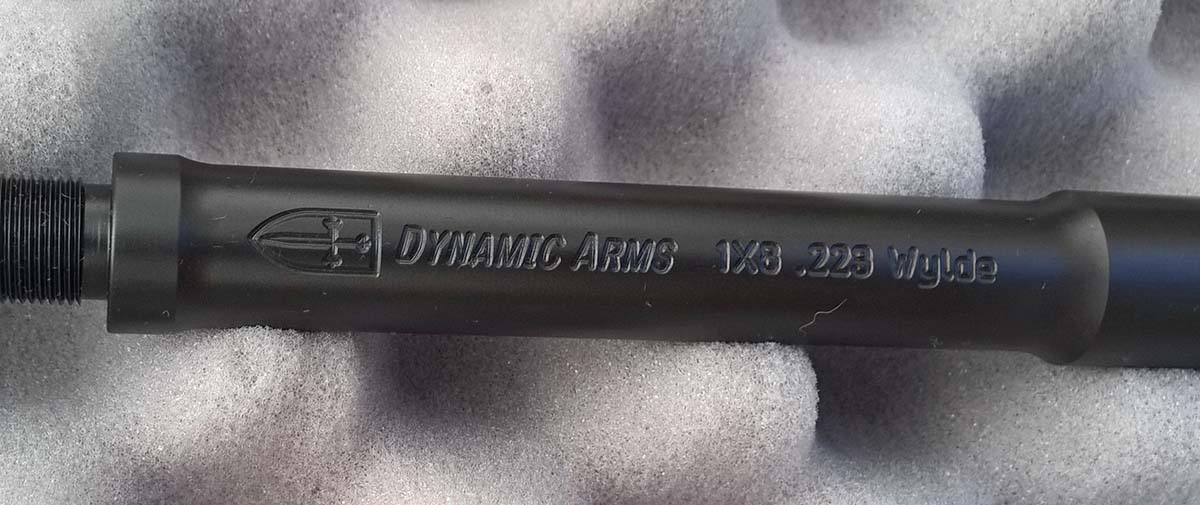 DYNAMIC ARMS 1X8 .223 Wylde